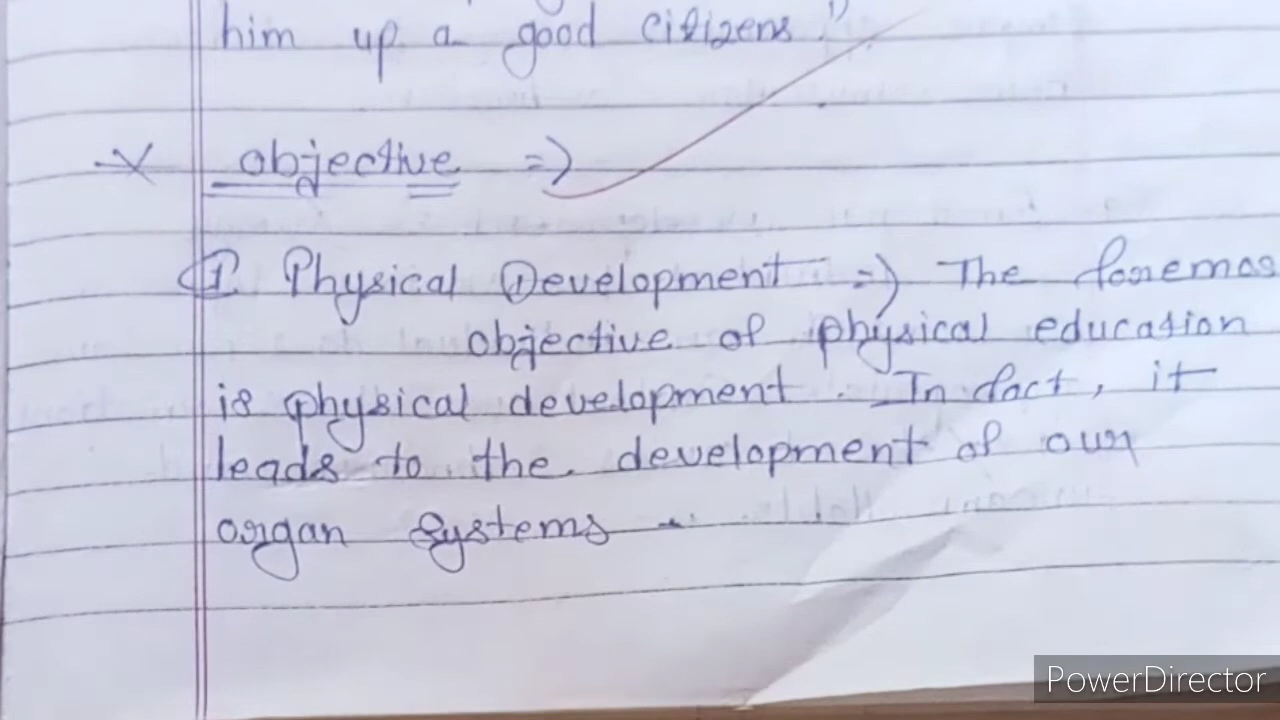 him up a good citizens."
objective =>
1. Physical Development => The foremos
objective of physical education
is physical development. In fact, it
leads to the development of our
organ systems.
PowerDirector